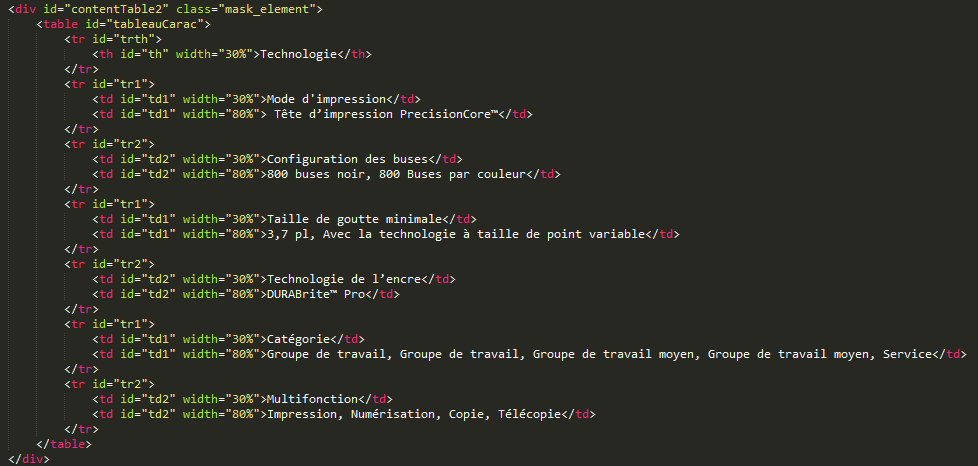 <div id="contentTable2" class="mask_element">
<table id="tableauCarac">
<tr id="trth">
<th id="th" width="30%">Technologie</th>
</tr>
<tr id="tr1">
<td id="td1" width="30%">Mode d'impression</td>
<td id="td1" width="80%"> Tête d’impression PrecisionCore™</td>
</tr>
<tr id="tr2">
<td id="td2" width="30%">Configuration des buses</td>
<td id="td2" width="80%">800 buses noir, 800 Buses par couleur</td>
</tr>
<tr id="tr1">
<td id="td1" width="30%">Taille de goutte minimale</td>
<td id="td1" width="80%">3,7 pl, Avec la technologie à taille de point variable</td>
</tr>
<tr id="tr2">
<td id="td2" width="30%">Technologie de l’encre</td>
<td id="td2" width="80%">DURABrite™ Pro</td>
</tr>
<tr id="tr1">
<td id="td1" width="30%">Catégorie</td>
<td id="td1" width="80%">Groupe de travail, Groupe de travail, Groupe de travail moyen, Groupe de travail moyen, Service</td>
</tr>
<tr id="tr2">
<td id="td2" width="30%">Multifonction</td>
<td id="td2" width="80%">Impression, Numérisation, Copie, Télécopie</td>
</tr>
</table>
</div>